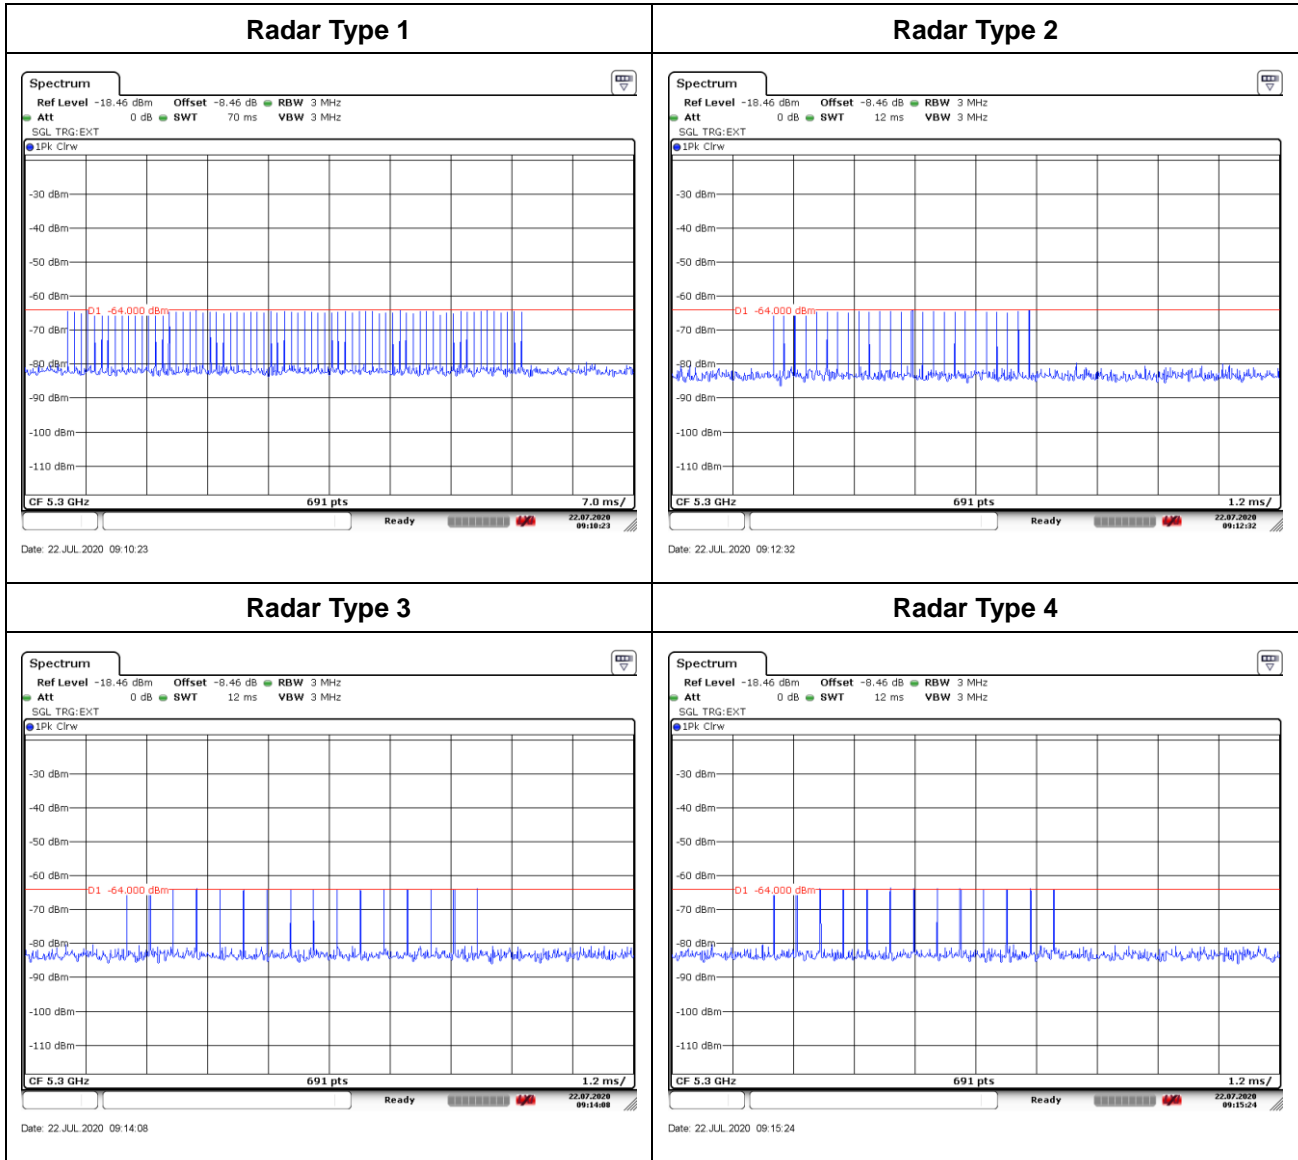 Radar Type 1
Spectrum
Ref Level -18.46 dBm Offset -8.46 dB RBW 3 MHz
Att 0 dB SWT 70 ms VBW 3 MHz
SGL TRG:EXT
1Pk Clrw
-30 dBm
-40 dBm
-50 dBm
-60 dBm
D1 -64.000 dBm
-70 dBm
-80 dBm
-90 dBm
-100 dBm
-110 dBm
CF 5.3 GHz 691 pts 7.0 ms/
Ready 22.07.2020
09:10:23
Date: 22.JUL.2020 09:10:23
Radar Type 2
Spectrum
Ref Level -18.46 dBm Offset -8.46 dB RBW 3 MHz
Att 0 dB SWT 12 ms VBW 3 MHz
SGL TRG:EXT
1Pk Clrw
-30 dBm
-40 dBm
-50 dBm
-60 dBm
D1 -64.000 dBm
-70 dBm
-80 dBm
-90 dBm
-100 dBm
-110 dBm
CF 5.3 GHz 691 pts 1.2 ms/
Ready 22.07.2020
09:12:32
Date: 22.JUL.2020 09:12:32
Radar Type 3
Spectrum
Ref Level -18.46 dBm Offset -8.46 dB RBW 3 MHz
Att 0 dB SWT 12 ms VBW 3 MHz
SGL TRG:EXT
1Pk Clrw
-30 dBm
-40 dBm
-50 dBm
-60 dBm
D1 -64.000 dBm
-70 dBm
-80 dBm
-90 dBm
-100 dBm
-110 dBm
CF 5.3 GHz 691 pts 1.2 ms/
Ready 22.07.2020
09:14:08
Date: 22.JUL.2020 09:14:08
Radar Type 4
Spectrum
Ref Level -18.46 dBm Offset -8.46 dB RBW 3 MHz
Att 0 dB SWT 12 ms VBW 3 MHz
SGL TRG:EXT
1Pk Clrw
-30 dBm
-40 dBm
-50 dBm
-60 dBm
D1 -64.000 dBm
-70 dBm
-80 dBm
-90 dBm
-100 dBm
-110 dBm
CF 5.3 GHz 691 pts 1.2 ms/
Ready 22.07.2020
09:15:24
Date: 22.JUL.2020 09:15:24